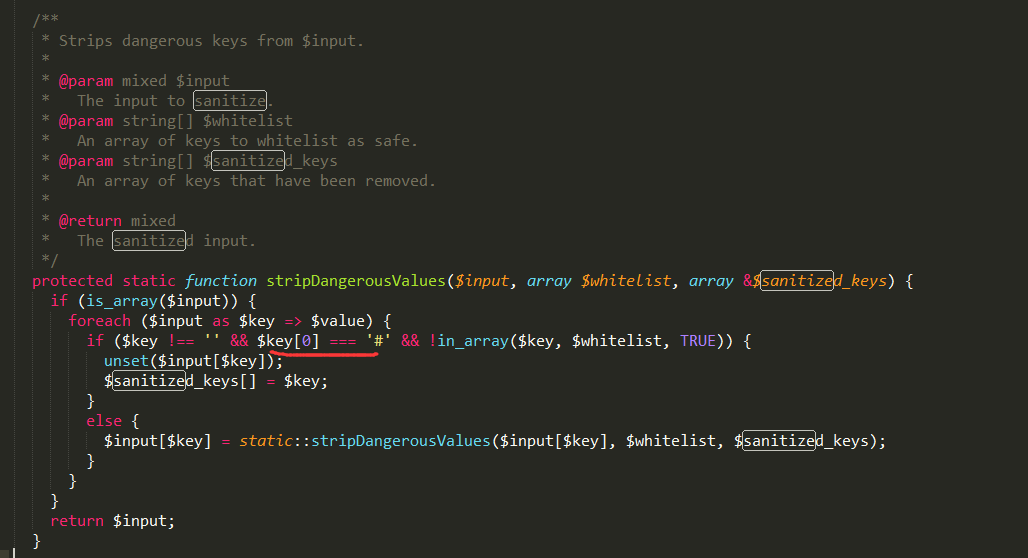 /**
 * Strips dangerous keys from $input.
 *
 * @param mixed $input
 *   The input to sanitize.
 * @param string[] $whitelist
 *   An array of keys to whitelist as safe.
 * @param string[] $sanitized_keys
 *   An array of keys that have been removed.
 *
 * @return mixed
 *   The sanitized input.
 */
protected static function stripDangerousValues($input, array $whitelist, array &$sanitized_keys) {
  if (is_array($input)) {
    foreach ($input as $key => $value) {
      if ($key !== '' && $key[0] === '#' && !in_array($key, $whitelist, TRUE)) {
        unset($input[$key]);
        $sanitized_keys[] = $key;
      }
      else {
        $input[$key] = static::stripDangerousValues($input[$key], $whitelist, $sanitized_keys);
      }
    }
  }
  return $input;
}